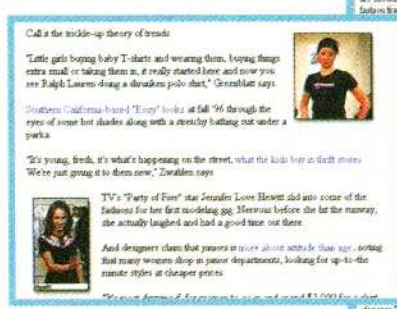 fashion
Call it the trickle-up theory of trends
"Little girls buying baby T-shirts and wearing them, buying things
extra small or taking them in, it really started here and now you
see Ralph Lauren doing a shrunken polo shirt," Greenblatt says.
Southern California-based "Roxy" looks at fall '96 through the
eyes of some hot shades along with a stretchy bathing suit under a
parka.
"It's young, fresh, it's what's happening on the street, what the kids buy in thrift stores.
We're just giving it to them new," Zwahlen says
TV's "Party of Five" star Jennifer Love Hewitt slid into some of the
fashions for her first modeling gig. Nervous before she hit the runway,
she actually laughed and had a good time out there.
And designers claim that juniors is more about attitude than age, noting
that many women shop in junior departments, looking for up-to-the-
minute styles at cheaper prices.